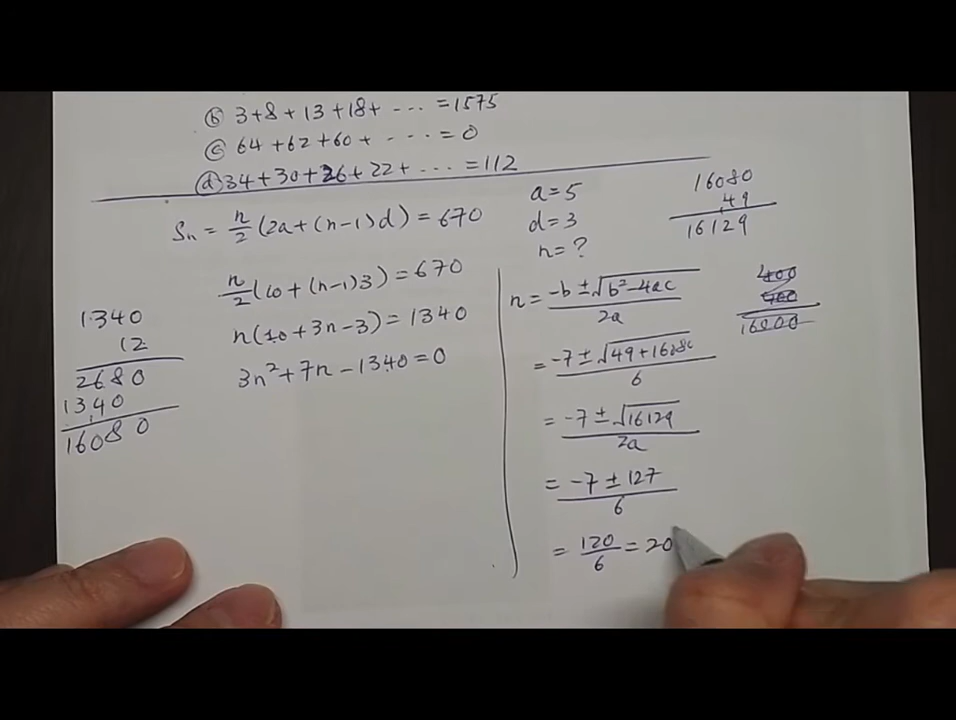 ⓑ 3+8+13+18+ ... =1575
ⓒ 64+62+60+ ... =0
ⓓ 34+30+26+22+ ... =112
Sn = n/2 (2a+(n-1)d) = 670
a=5
d=3
n=?
16080
49
16129
n/2 (10+(n-1)3) = 670
n(10+3n-3) = 1340
3n²+7n-1340=0
1340
12
2680
1340
16080
n = (-b ± √(b²-4ac)) / 2a
= (-7 ± √(49+16080)) / 6
= (-7 ± √16129) / 2a
= (-7 ± 127) / 6
= 120/6 = 20
400
16000